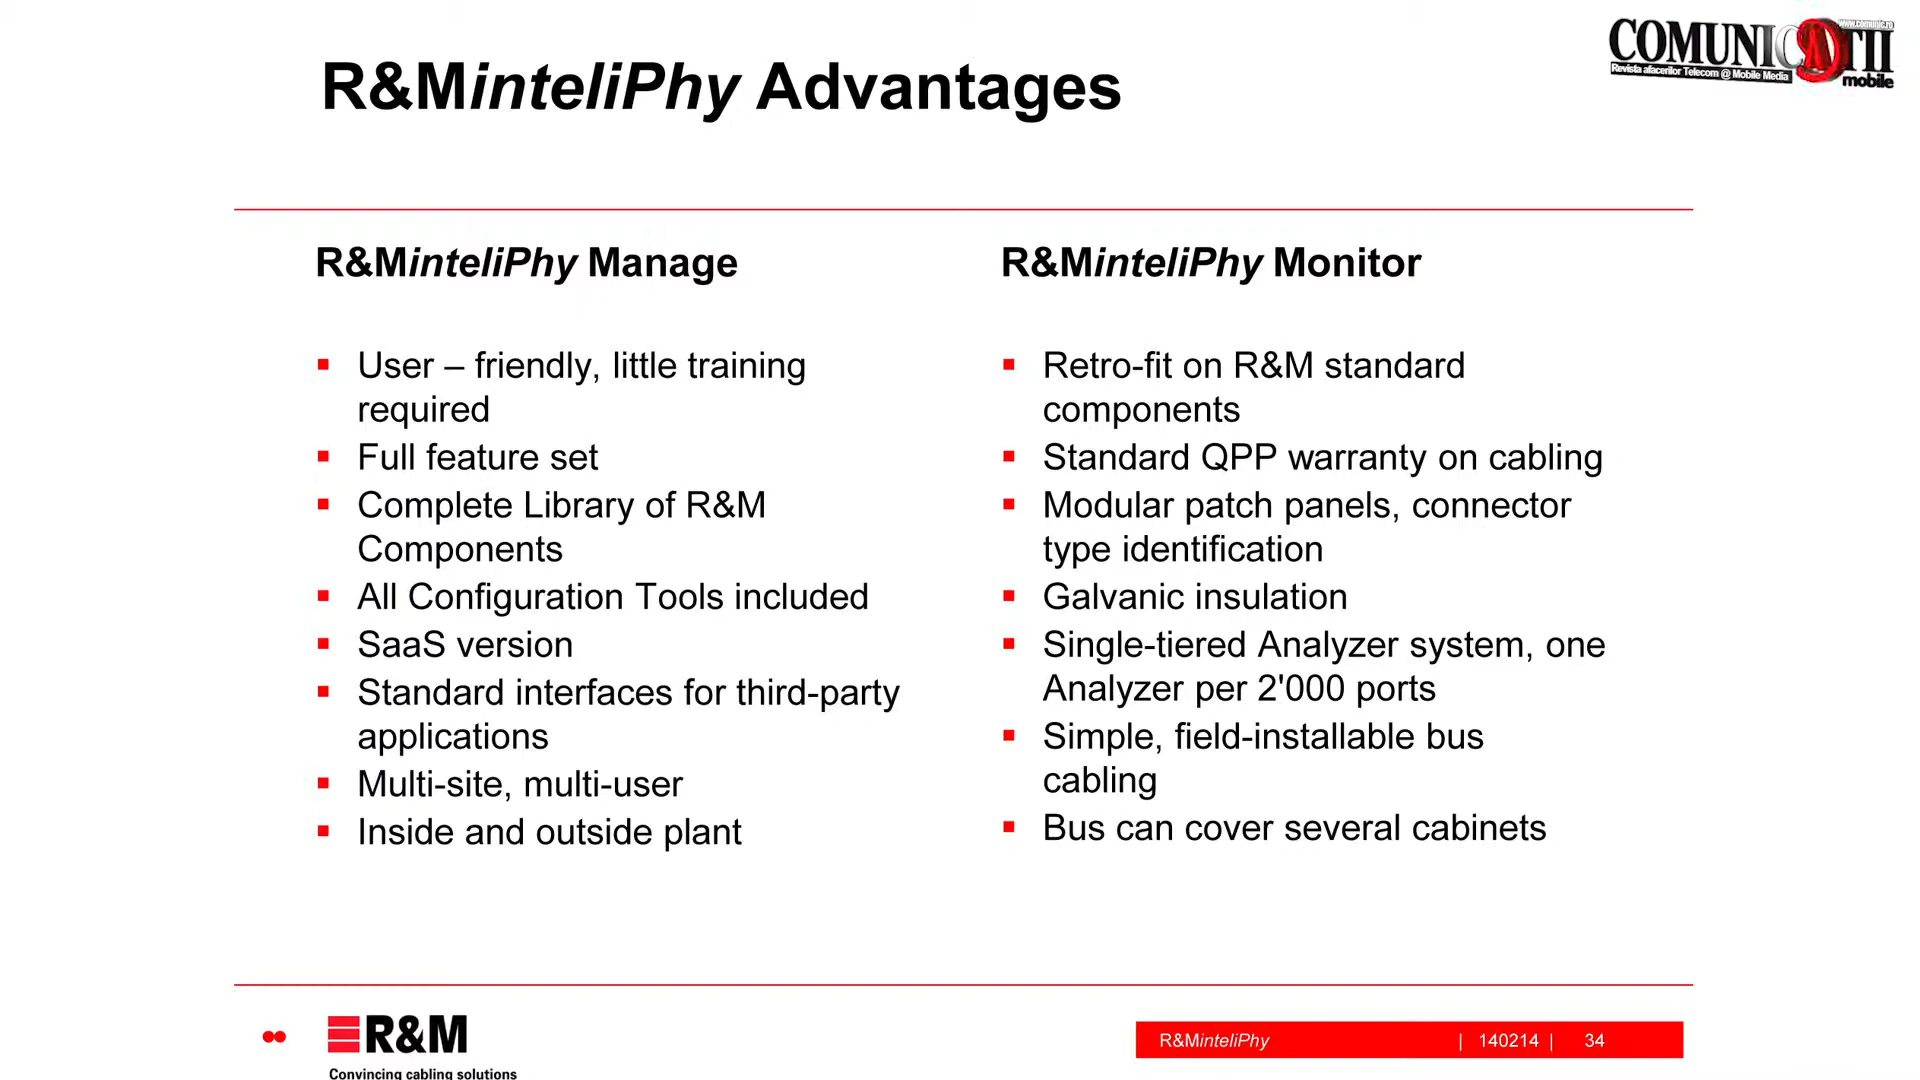 R&MinteliPhy Advantages
COMUNICATII
www.comunic.ro
Revista afacerilor Telecom @ Mobile Media
mobile
R&MinteliPhy Manage
User – friendly, little training
required
Full feature set
Complete Library of R&M
Components
All Configuration Tools included
SaaS version
Standard interfaces for third-party
applications
Multi-site, multi-user
Inside and outside plant
R&MinteliPhy Monitor
Retro-fit on R&M standard
components
Standard QPP warranty on cabling
Modular patch panels, connector
type identification
Galvanic insulation
Single-tiered Analyzer system, one
Analyzer per 2'000 ports
Simple, field-installable bus
cabling
Bus can cover several cabinets
R&M
Convincing cabling solutions
R&MinteliPhy | 140214 | 34